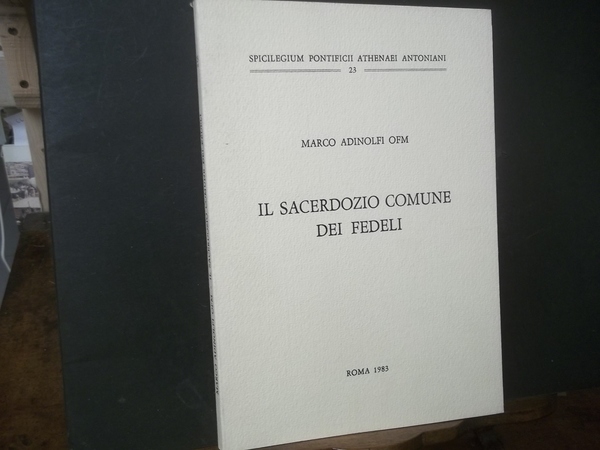 SPICILEGIUM PONTIFICII ATHENAEI ANTONIANI
23
MARCO ADINOLFI OFM
IL SACERDOZIO COMUNE
DEI FEDELI
ROMA 1983